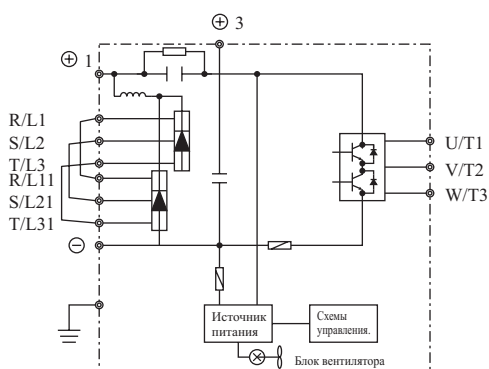 ⊕ 3
⊕ 1
R/L1
S/L2
T/L3
R/L11
S/L21
T/L31
⊖
U/T1
V/T2
W/T3
Источник
питания
Схемы
управления.
Блок вентилятора